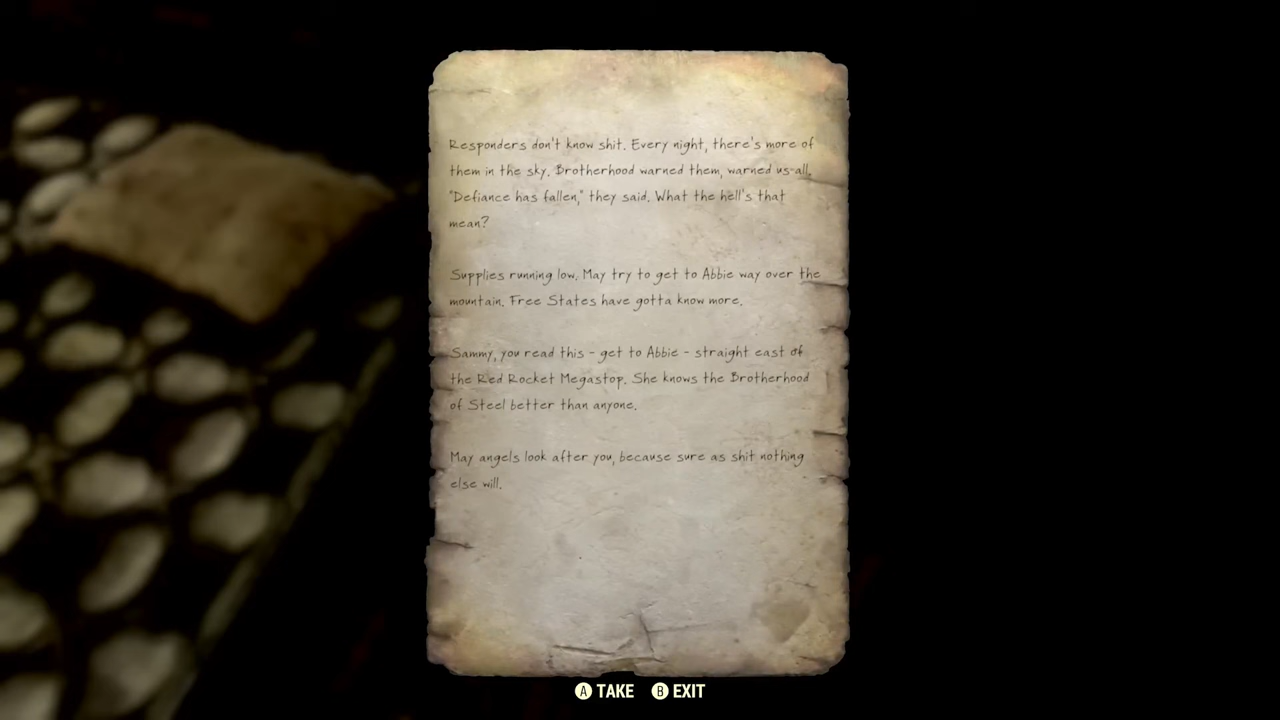 Responders don't know shit. Every night, there's more of
them in the sky. Brotherhood warned them, warned us-all.
"Defiance has fallen," they said. What the hell's that
mean?
Supplies running low. May try to get to Abbie way over the
mountain. Free States have gotta know more.
Sammy, you read this - get to Abbie - straight east of
the Red Rocket Megastop. She knows the Brotherhood
of Steel better than anyone.
May angels look after you, because sure as shit nothing
else will.
A TAKE B EXIT